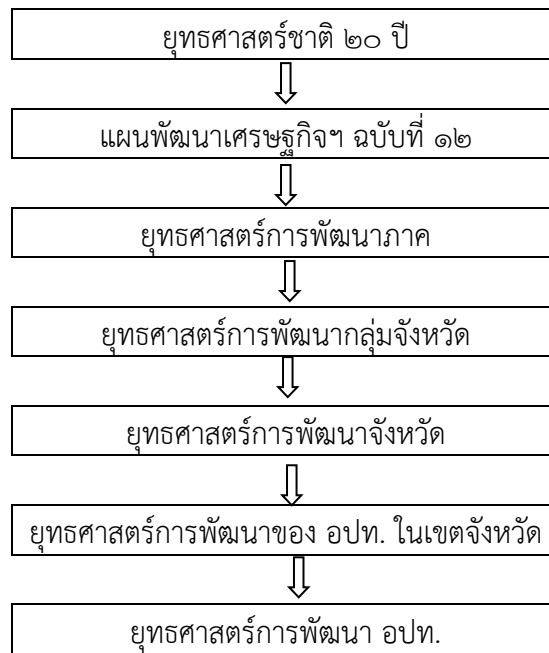 ยุทธศาสตร์ชาติ ๒๐ ปี
แผนพัฒนาเศรษฐกิจฯ ฉบับที่ ๑๒
ยุทธศาสตร์การพัฒนาภาค
ยุทธศาสตร์การพัฒนากลุ่มจังหวัด
ยุทธศาสตร์การพัฒนาจังหวัด
ยุทธศาสตร์การพัฒนาของ อปท. ในเขตจังหวัด
ยุทธศาสตร์การพัฒนา อปท.